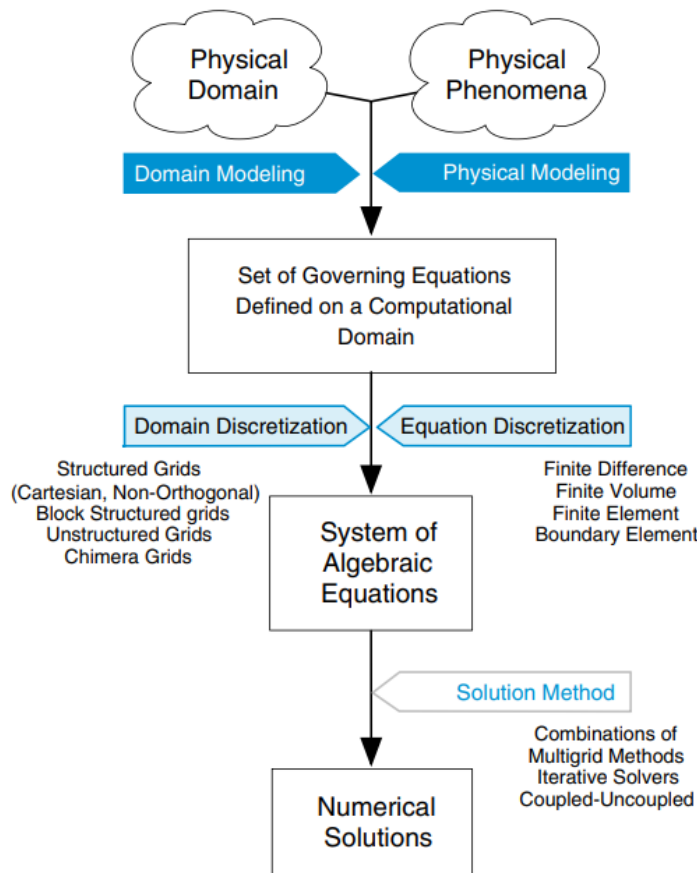 Physical
Domain
Physical
Phenomena
Domain Modeling
Physical Modeling
Set of Governing Equations
Defined on a Computational
Domain
Domain Discretization
Equation Discretization
Structured Grids
(Cartesian, Non-Orthogonal)
Block Structured grids
Unstructured Grids
Chimera Grids
Finite Difference
Finite Volume
Finite Element
Boundary Element
System of
Algebraic
Equations
Solution Method
Combinations of
Multigrid Methods
Iterative Solvers
Coupled-Uncoupled
Numerical
Solutions